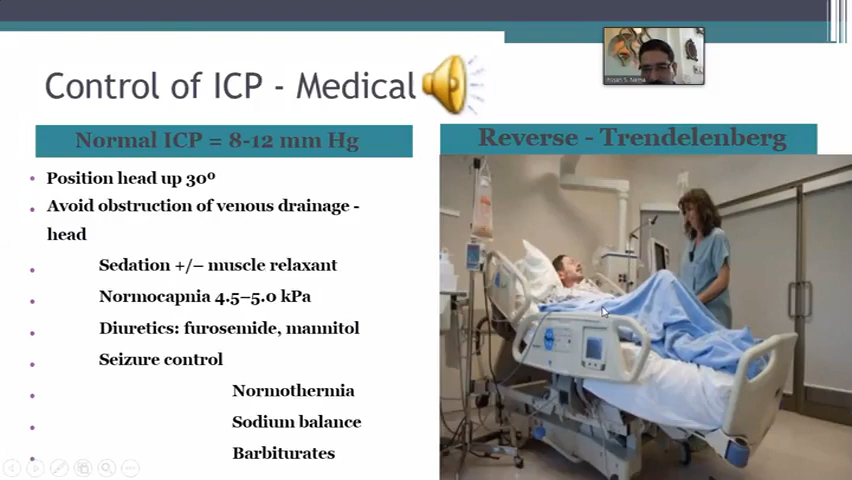 Control of ICP - Medical
Normal ICP = 8-12 mm Hg
Position head up 30º
Avoid obstruction of venous drainage -
head
Sedation +/– muscle relaxant
Normocapnia 4.5–5.0 kPa
Diuretics: furosemide, mannitol
Seizure control
Normothermia
Sodium balance
Barbiturates
Reverse - Trendelenberg